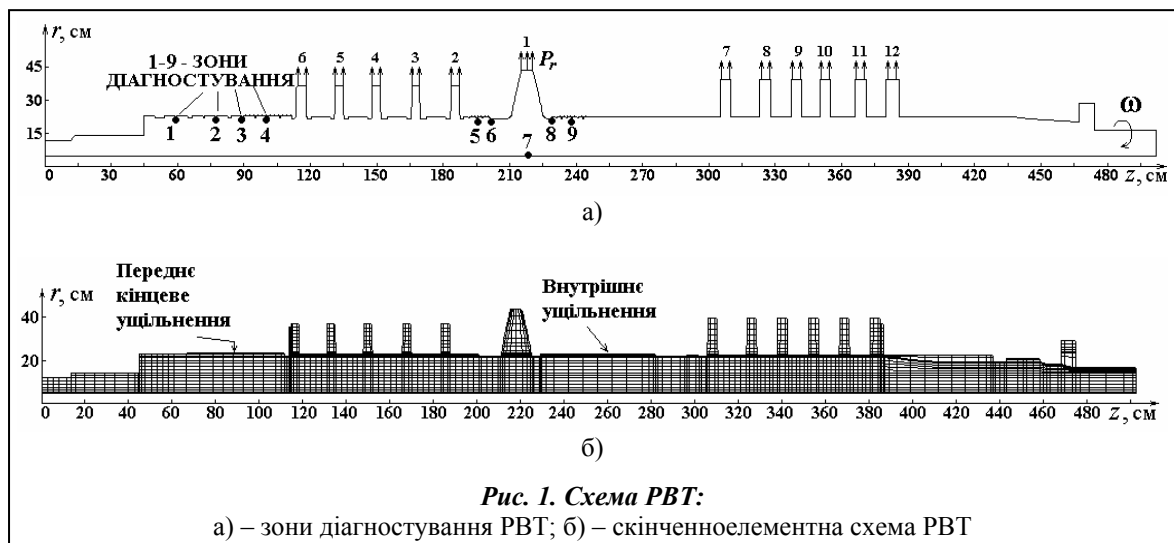 r, см
1-9 - ЗОНИ
ДІАГНОСТУВАННЯ
6 5 4 3 2 1 P_r 7 8 9 10 11 12
45
30
15
1 2 3 4 5 6 7 8 9
ω
0 30 60 90 120 150 180 210 240 270 300 330 360 390 420 450 480 z, см
а)
Переднє
кінцеве
ущільнення
Внутрішнє
ущільнення
r, см
40
20
0 20 40 60 80 100 120 140 160 180 200 220 240 260 280 300 320 340 360 380 400 420 440 460 480 z, см
б)
Рис. 1. Схема РВТ:
а) – зони діагностування РВТ; б) – скінченноелементна схема РВТ